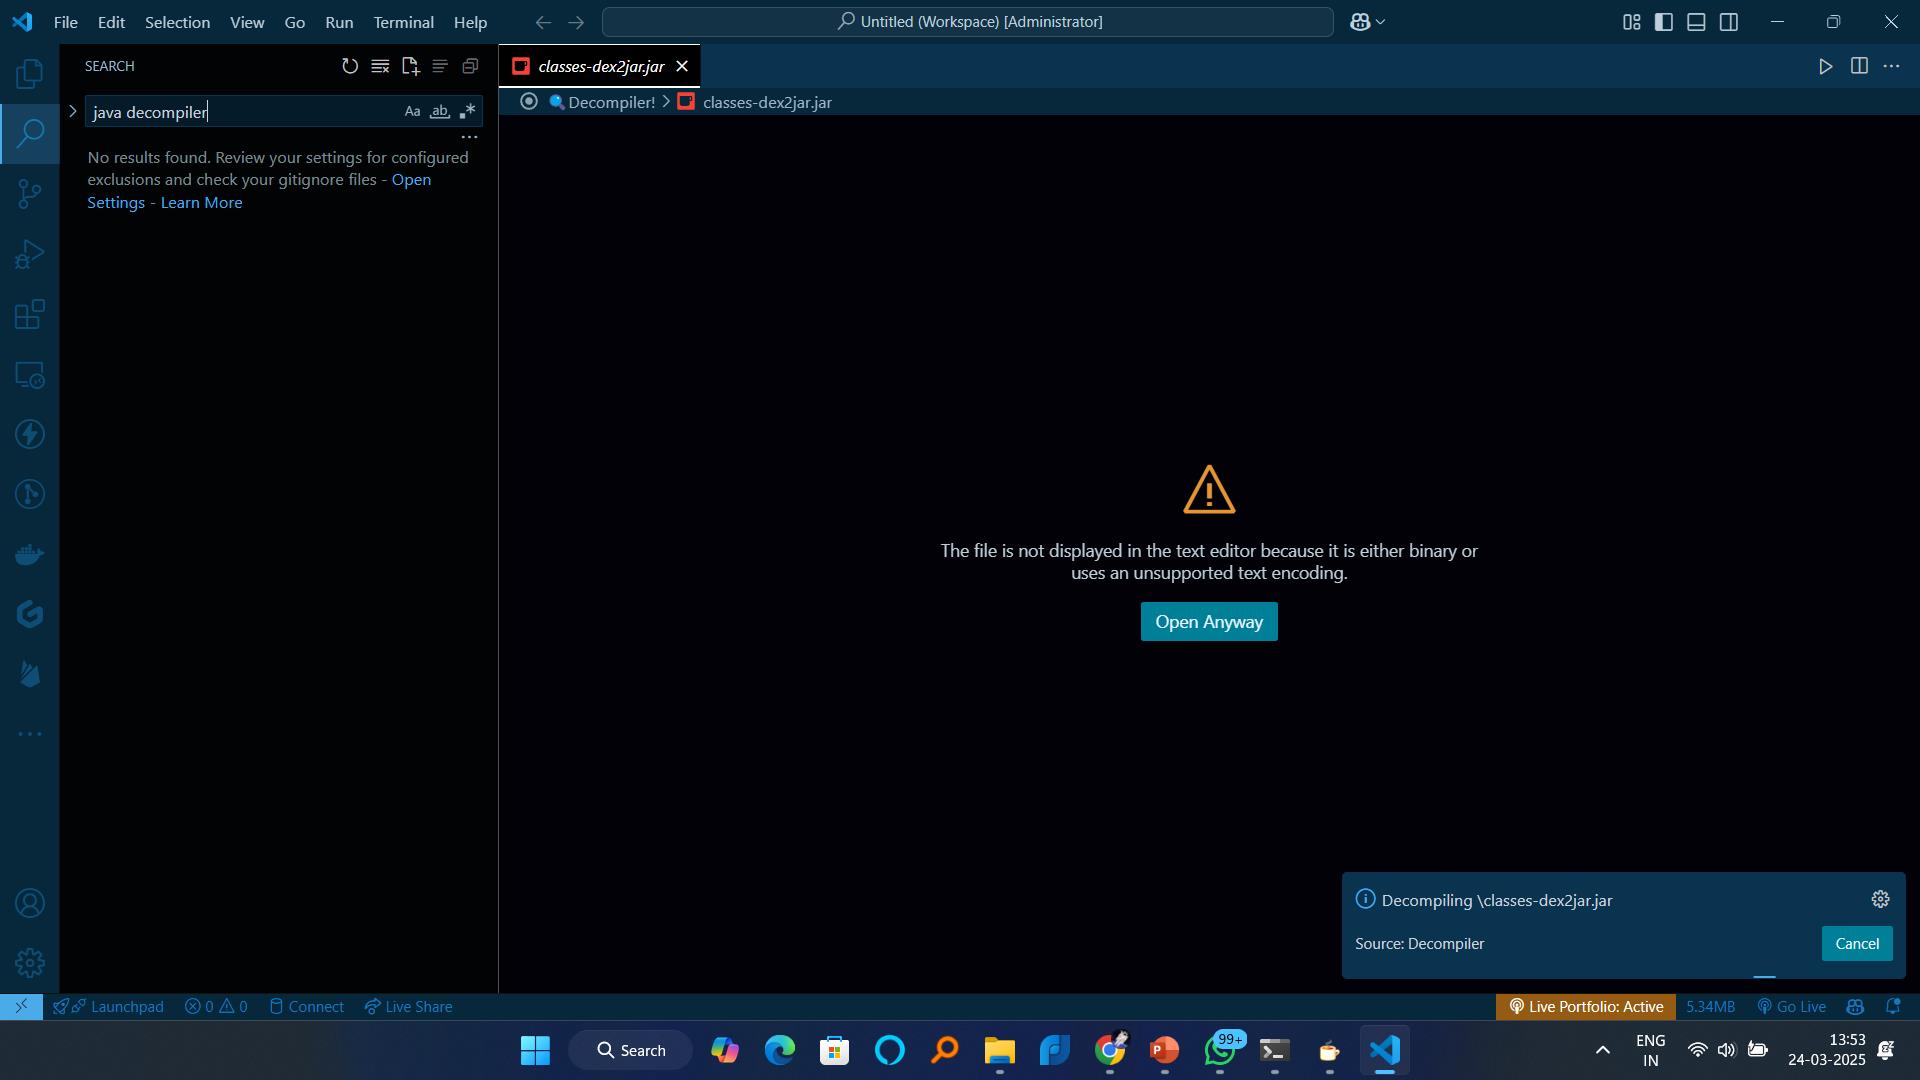 File Edit Selection View Go Run Terminal Help
Untitled (Workspace) [Administrator]
SEARCH
classes-dex2jar.jar
java decompiler
Aa ab
Decompiler! > classes-dex2jar.jar
No results found. Review your settings for configured
exclusions and check your gitignore files - Open
Settings - Learn More
The file is not displayed in the text editor because it is either binary or
uses an unsupported text encoding.
Open Anyway
Decompiling \classes-dex2jar.jar
Source: Decompiler
Cancel
Launchpad 0 0 Connect Live Share
Live Portfolio: Active 5.34MB Go Live
Search
99+
ENG
IN
13:53
24-03-2025